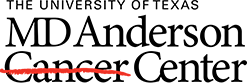 THE UNIVERSITY OF TEXAS
MD Anderson
Cancer Center